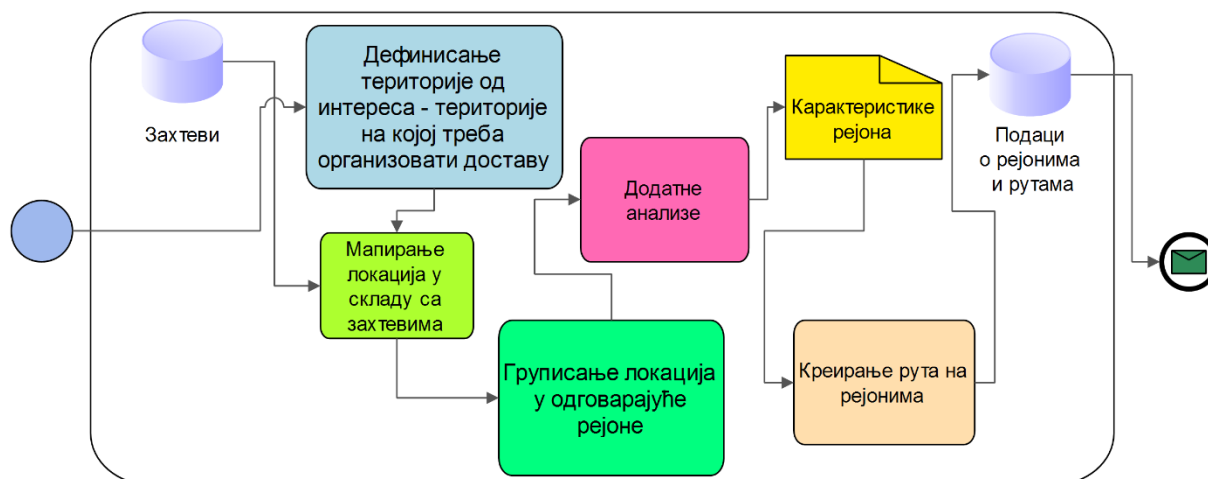 Захтеви
Дефинисање
територије од
интереса - територије
на којој треба
организовати доставу
Мапирање
локација у
складу са
захтевима
Груписање локација
у одговарајуће
рејоне
Додатне
анализе
Карактеристике
рејона
Креирање рута на
рејонима
Подаци
о рејонима
и рутама